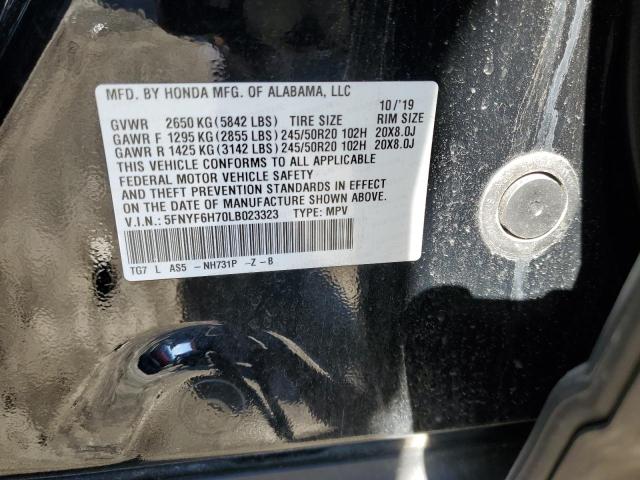 MFD. BY HONDA MFG. OF ALABAMA, LLC 10/'19
GVWR 2650 KG (5842 LBS) TIRE SIZE RIM SIZE
GAWR F 1295 KG (2855 LBS) 245/50R20 102H 20X8.0J
GAWR R 1425 KG (3142 LBS) 245/50R20 102H 20X8.0J
THIS VEHICLE CONFORMS TO ALL APPLICABLE
FEDERAL MOTOR VEHICLE SAFETY
AND THEFT PREVENTION STANDARDS IN EFFECT
ON THE DATE OF MANUFACTURE SHOWN ABOVE.
V.I.N.: 5FNYF6H70LB023323 TYPE: MPV
TG7 L AS5 -NH731P -Z -B